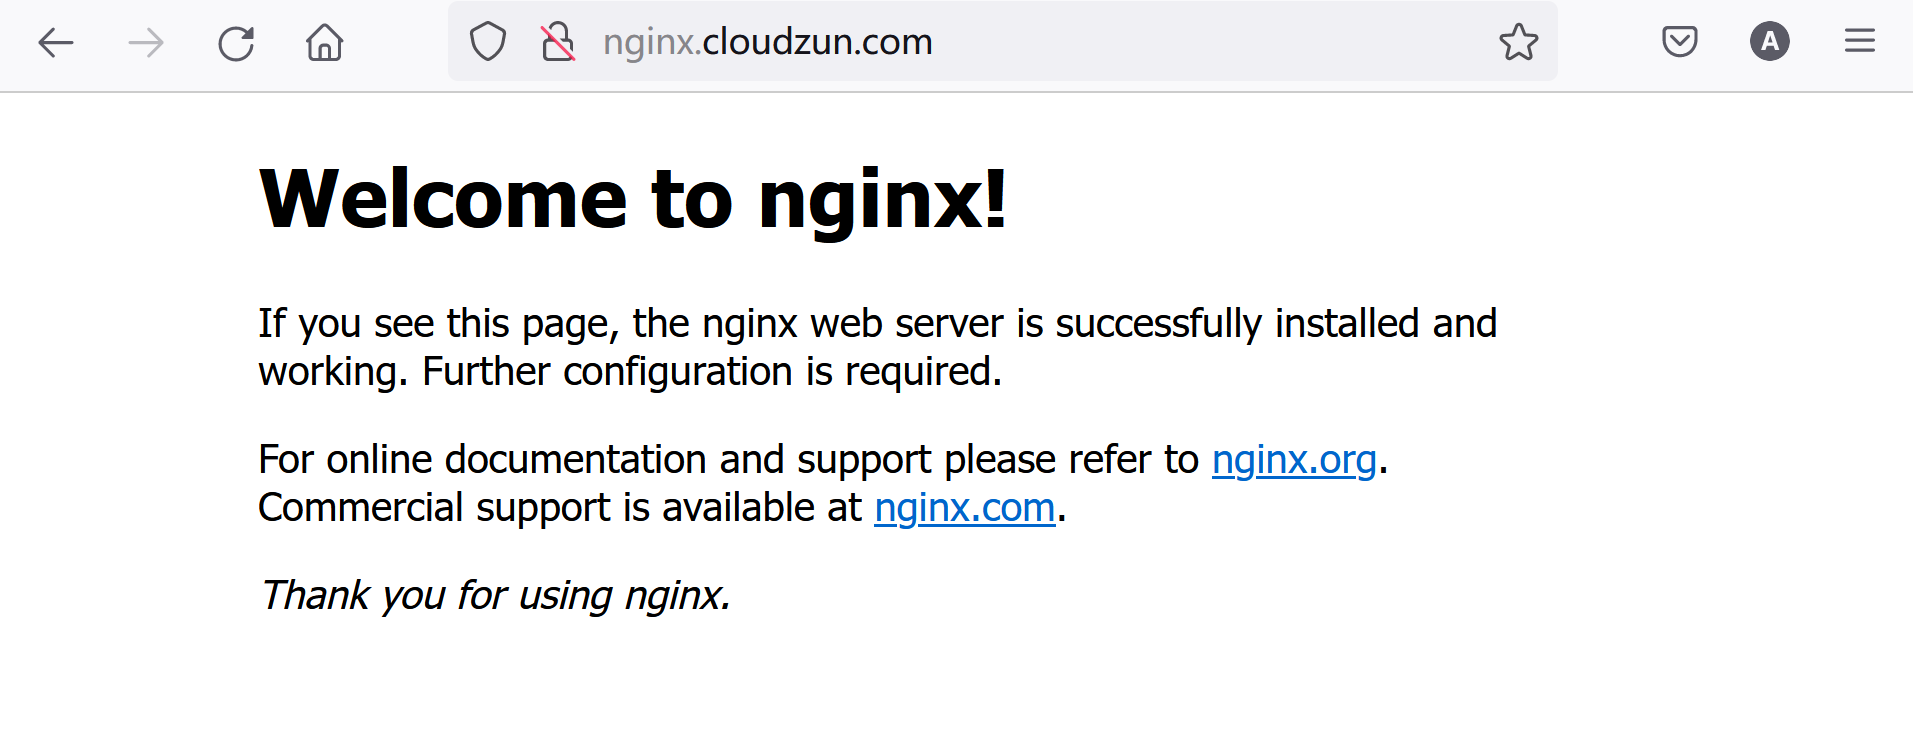 nginx.cloudzun.com
A
Welcome to nginx!
If you see this page, the nginx web server is successfully installed and
working. Further configuration is required.
For online documentation and support please refer to nginx.org.
Commercial support is available at nginx.com.
Thank you for using nginx.